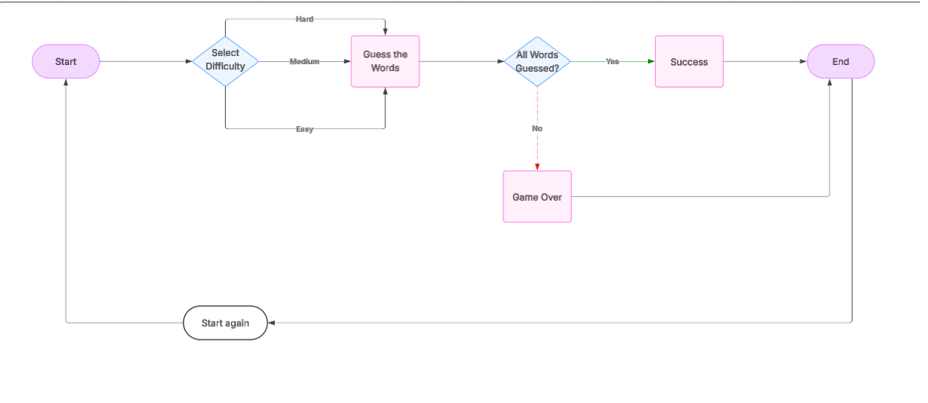 Hard
Start
Select
Difficulty
Medium
Guess the
Words
All Words
Guessed?
Yes
Success
End
Easy
No
Game Over
Start again